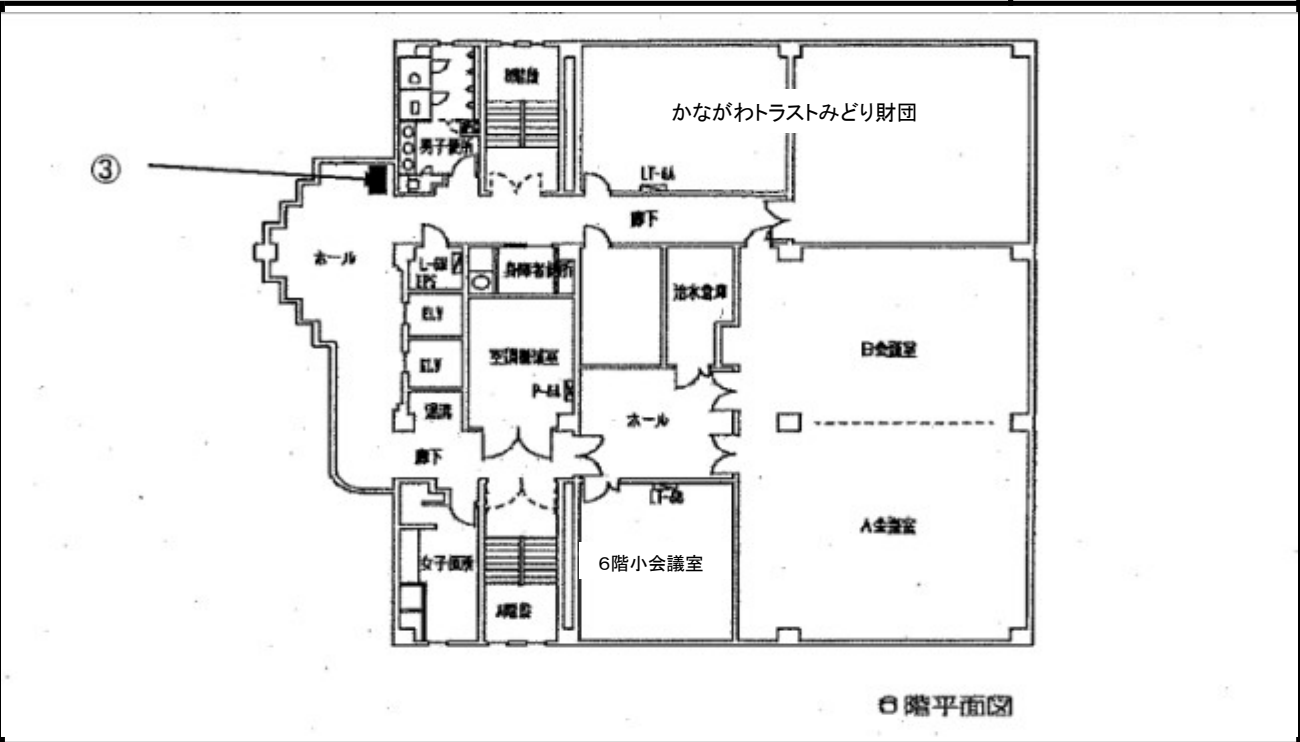 B階段
かながわトラストみどり財団
男子便所
③
LT-6A
廊下
ホール
L-6B
EPS
身障者便所
治水倉庫
ELV
ELV
空調機械室
B会議室
P-6A
湯沸
ホール
廊下
LT-6B
A会議室
女子便所
6階小会議室
A階段
6階平面図